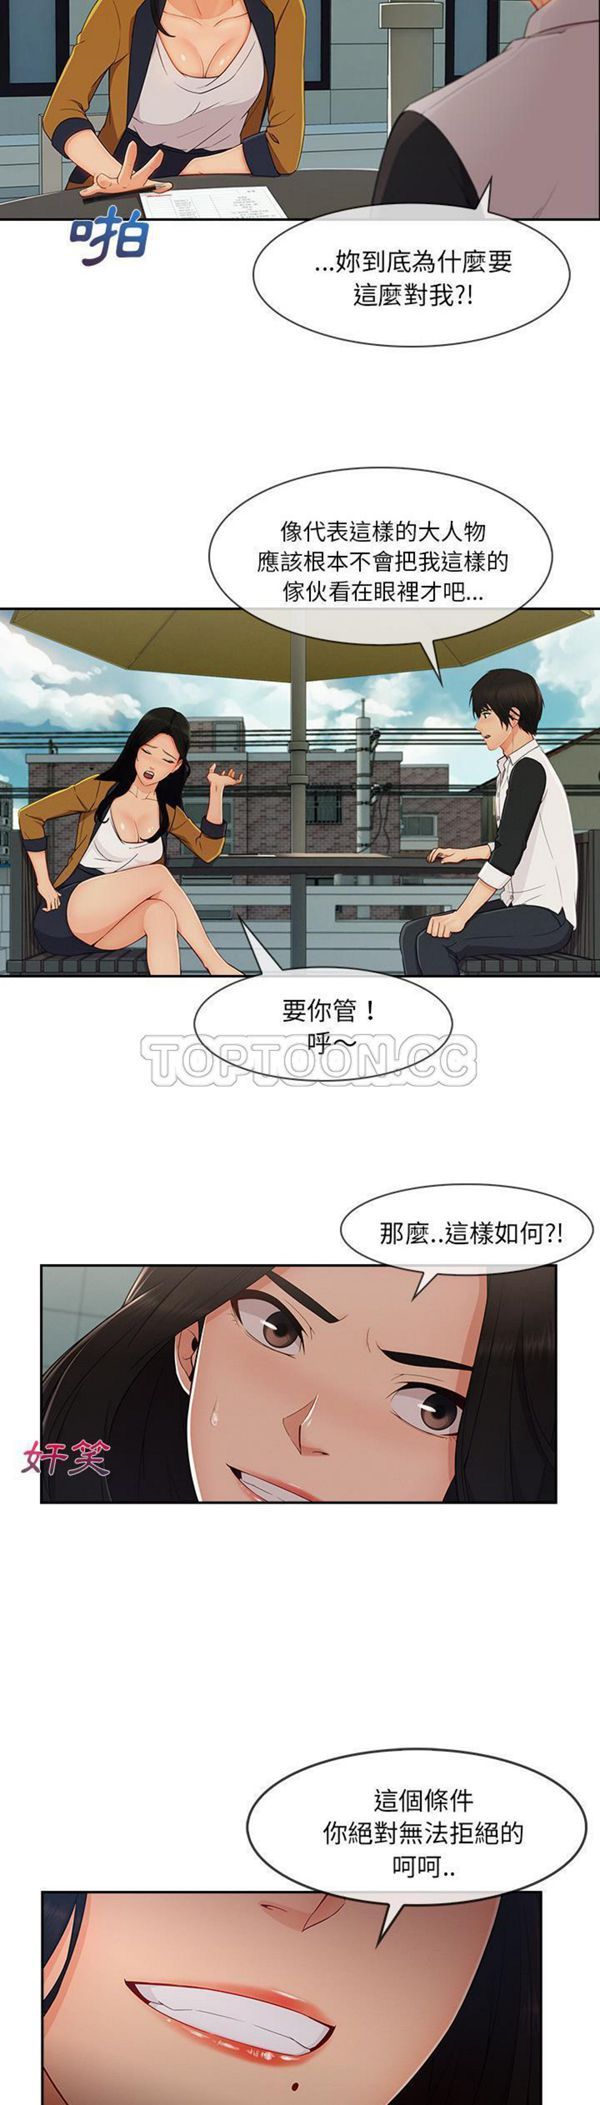 啪
...妳到底為什麼要
這麼對我?!
像代表這樣的大人物
應該根本不會把我這樣的
傢伙看在眼裡才吧...
要你管！
呼～
TOPTOON.CC
那麼..這樣如何?!
奸笑
這個條件
你絕對無法拒絕的
呵呵..